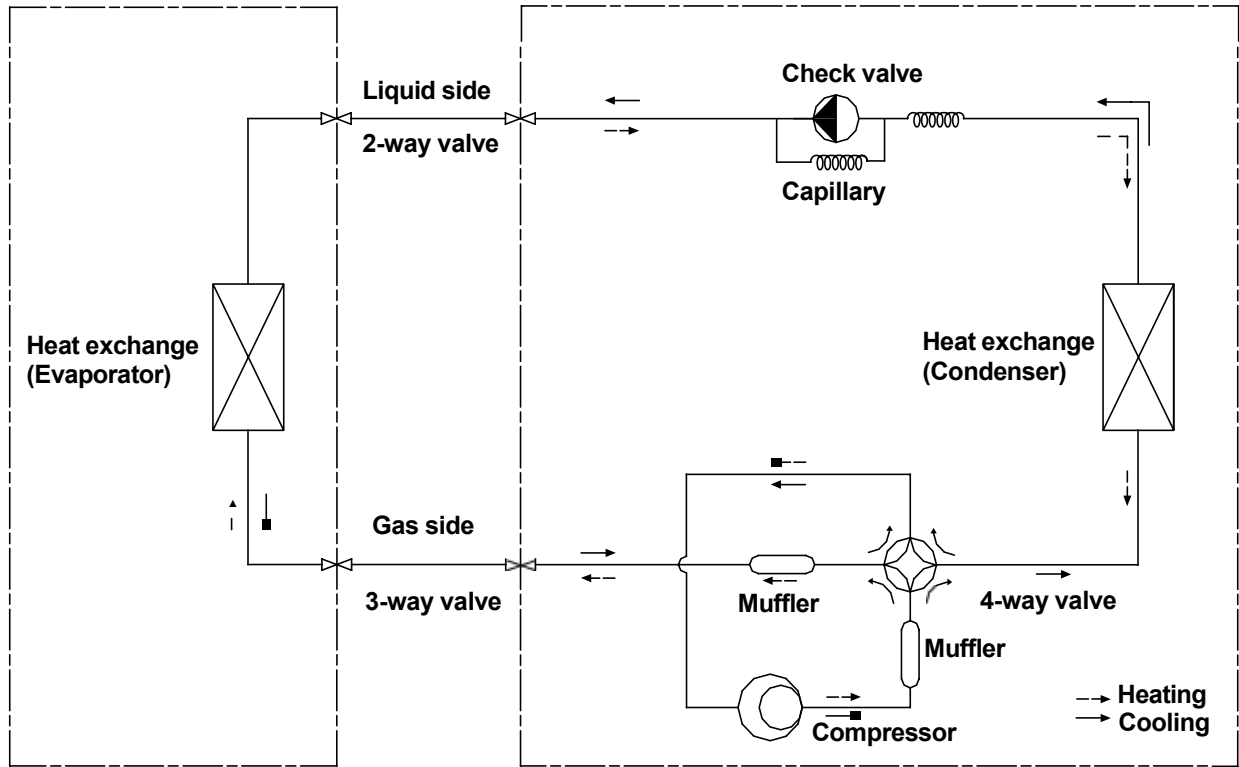 Check valve
Liquid side
2-way valve
Capillary
Heat exchange
(Evaporator)
Heat exchange
(Condenser)
Gas side
3-way valve
Muffler
4-way valve
Muffler
Compressor
Heating
Cooling